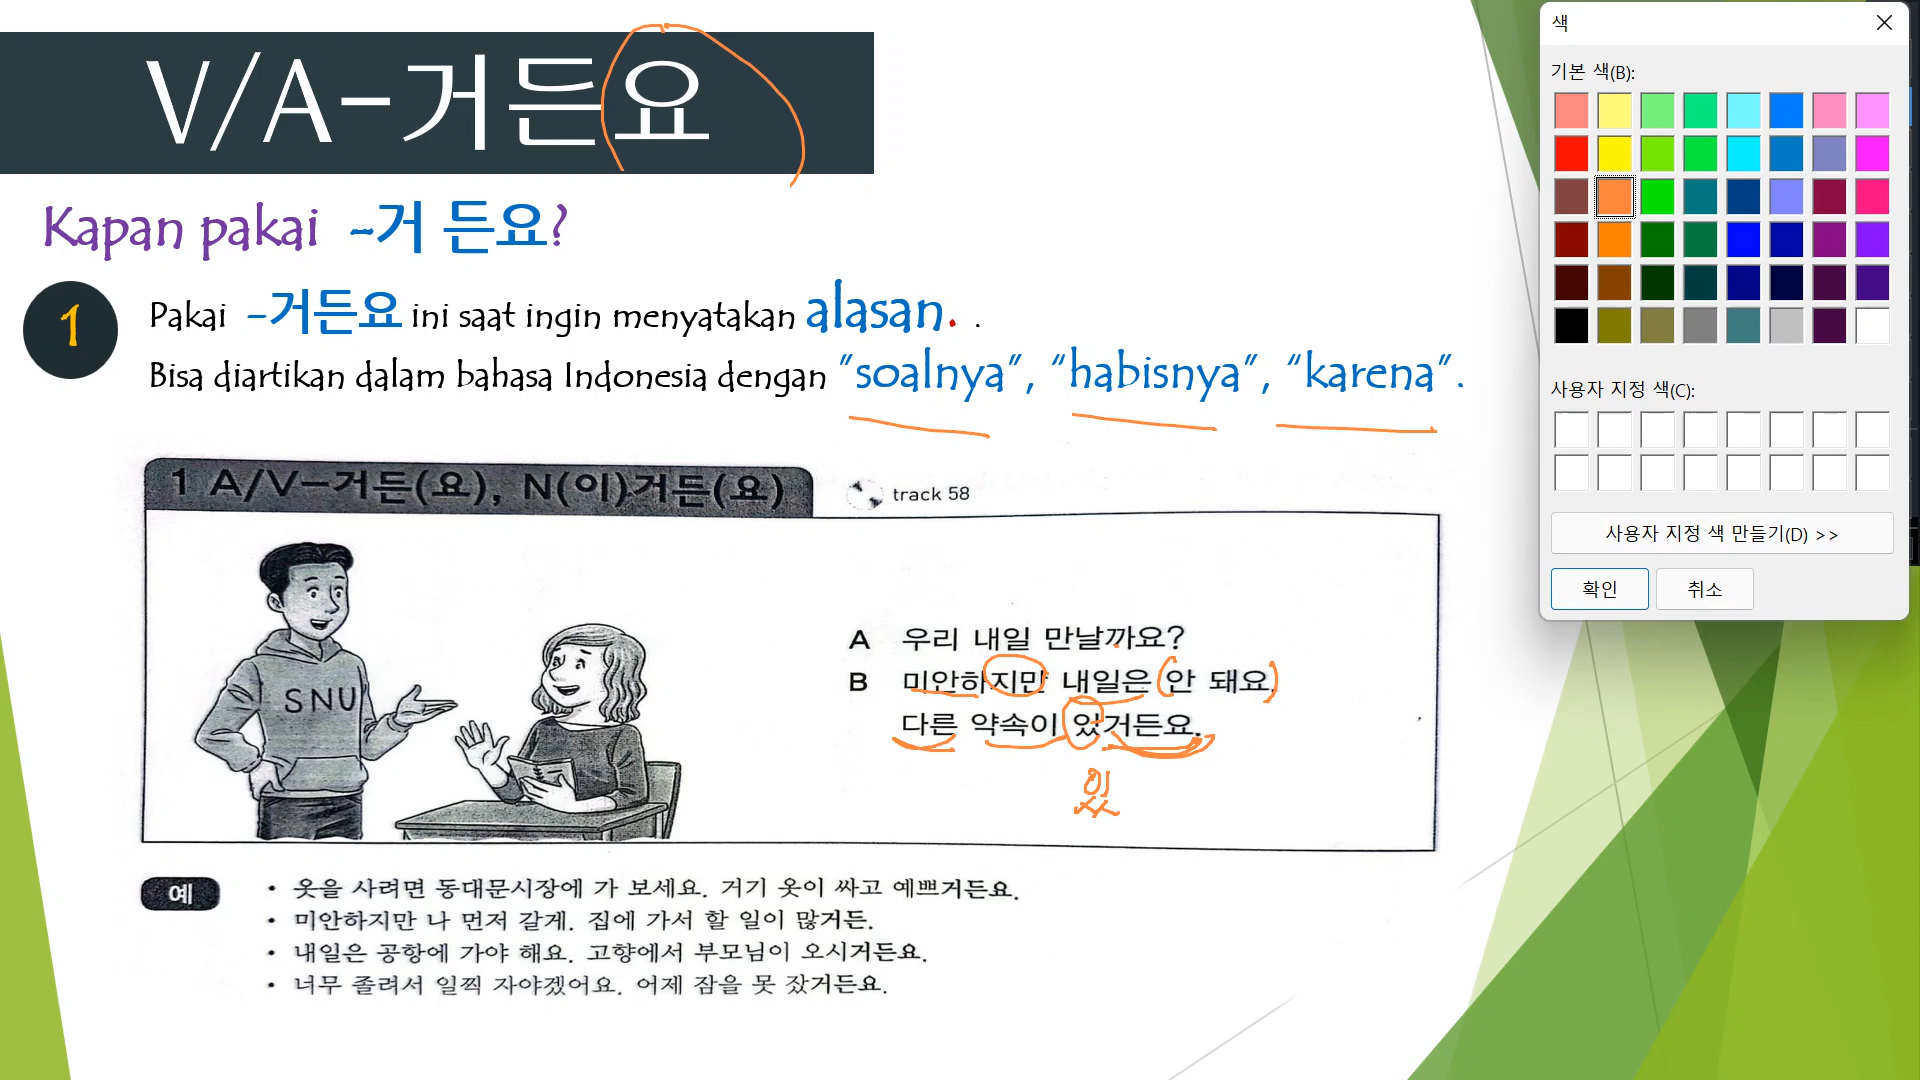 V/A-거든요
Kapan pakai -거 든요?
1
Pakai -거든요 ini saat ingin menyatakan alasan. .
Bisa diartikan dalam bahasa Indonesia dengan ”soalnya”, “habisnya”, “karena”.
1 A/V-거든(요), N(이)거든(요)
track 58
SNU
A 우리 내일 만날까요?
B 미안하지만 내일은 안 돼요.
다른 약속이 있거든요.
있
예
• 옷을 사려면 동대문시장에 가 보세요. 거기 옷이 싸고 예쁘거든요.
• 미안하지만 나 먼저 갈게. 집에 가서 할 일이 많거든.
• 내일은 공항에 가야 해요. 고향에서 부모님이 오시거든요.
• 너무 졸려서 일찍 자야겠어요. 어제 잠을 못 잤거든요.
색
기본 색(B):
사용자 지정 색(C):
사용자 지정 색 만들기(D) >>
확인 취소